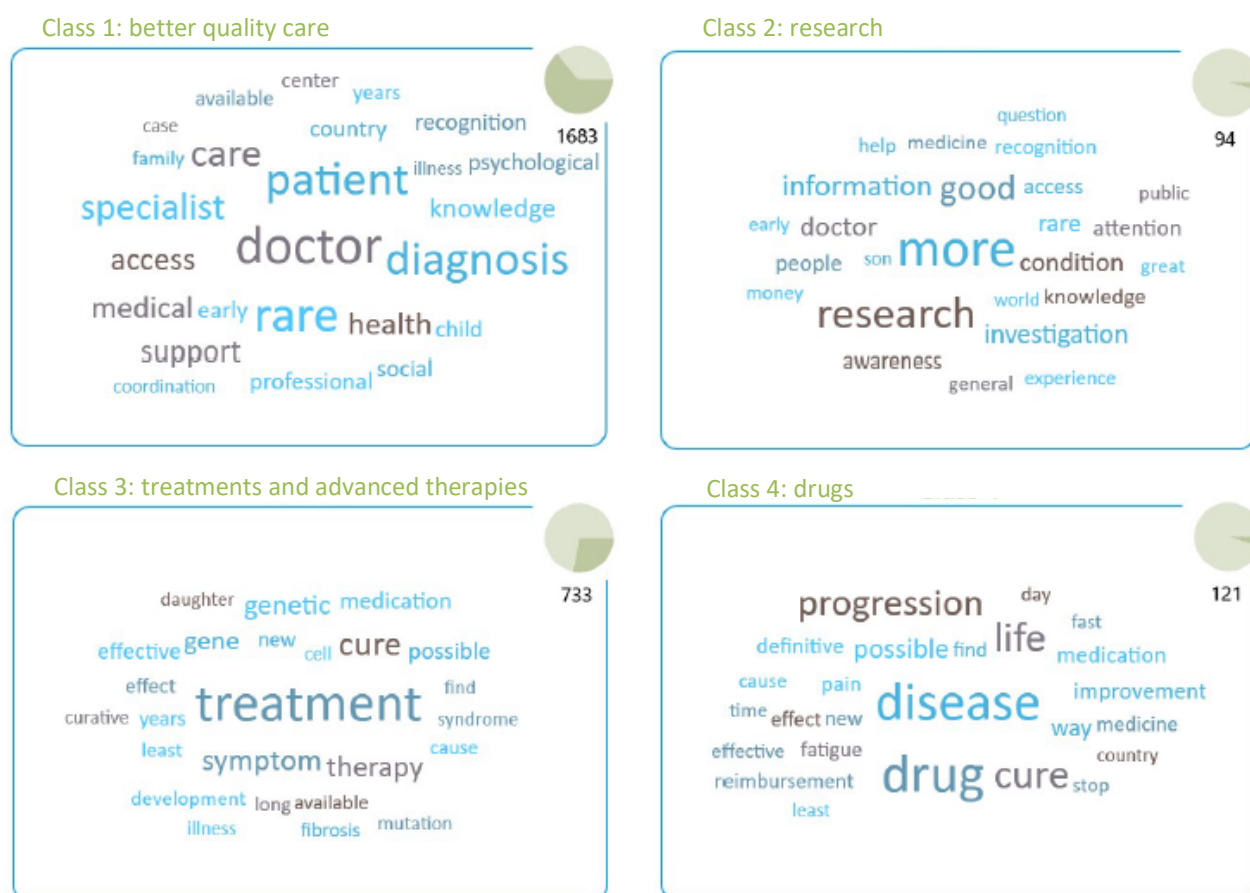 Class 1: better quality care
center
available
years
case
country
recognition
1683
family
care
patient
illness
psychological
specialist
knowledge
doctor
diagnosis
access
medical
early
rare
health
child
support
social
coordination
professional
Class 2: research
94
question
help
medicine
recognition
information
good
access
public
early
doctor
rare
attention
people
son
more
condition
great
money
world
knowledge
research
investigation
awareness
general
experience
Class 3: treatments and advanced therapies
733
daughter
genetic
medication
effective
gene
new
cell
cure
possible
effect
treatment
find
curative
years
syndrome
least
cause
symptom
therapy
development
long
available
illness
fibrosis
mutation
Class 4: drugs
121
progression
day
life
fast
definitive
possible
find
medication
cause
pain
disease
improvement
time
effect
new
way
medicine
effective
fatigue
country
reimbursement
drug
cure
stop
least